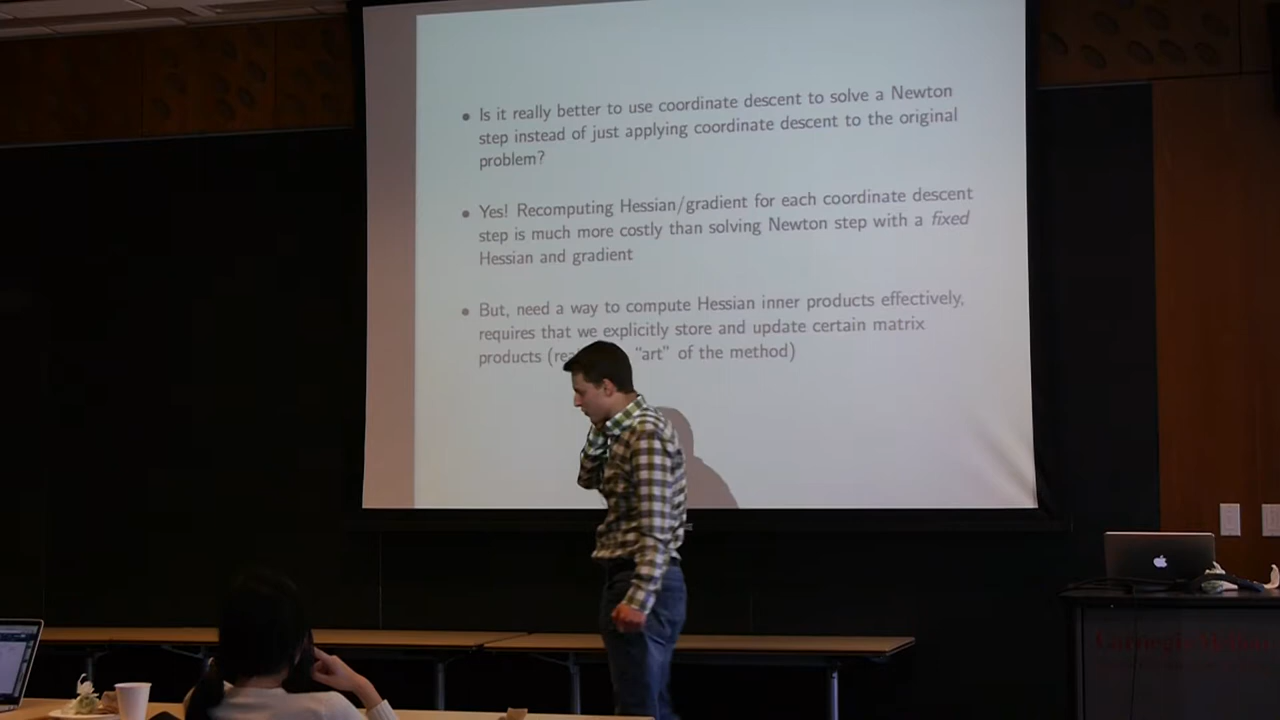 • Is it really better to use coordinate descent to solve a Newton
step instead of just applying coordinate descent to the original
problem?
• Yes! Recomputing Hessian/gradient for each coordinate descent
step is much more costly than solving Newton step with a fixed
Hessian and gradient
• But, need a way to compute Hessian inner products effectively,
requires that we explicitly store and update certain matrix
products (rea "art" of the method)
Carnegie Mellon